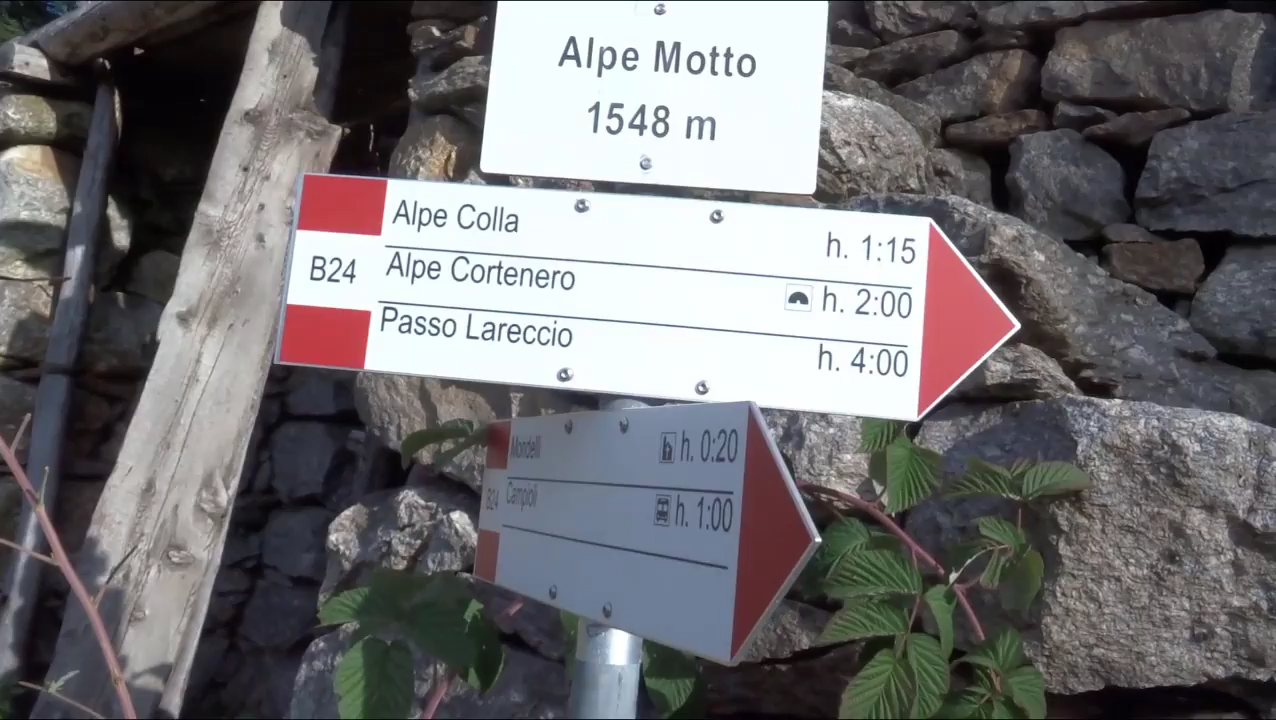 Alpe Motto
1548 m
Alpe Colla h. 1:15
B24 Alpe Cortenero h. 2:00
Passo Lareccio h. 4:00
Mondelli h. 0:20
B24 Campioli h. 1:00